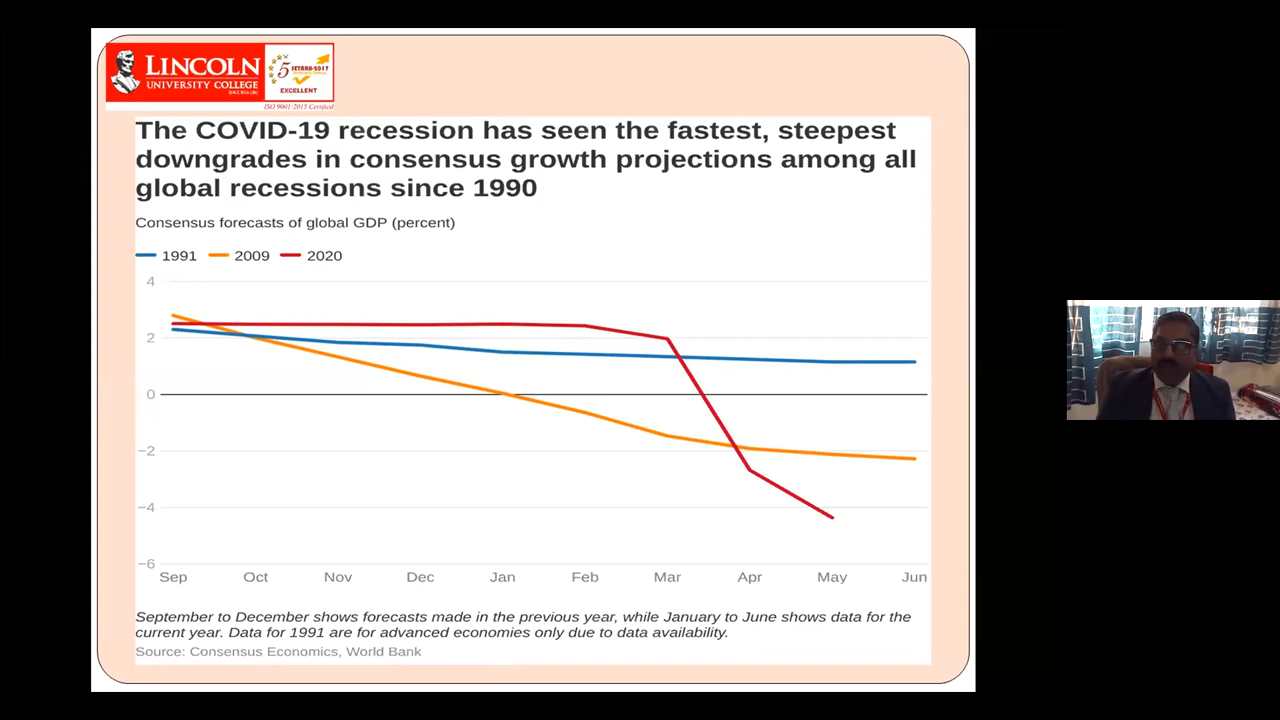 LINCOLN
UNIVERSITY COLLEGE
5
SETARA-2017
EXCELLENT
ISO 9001:2015 Certified
The COVID-19 recession has seen the fastest, steepest
downgrades in consensus growth projections among all
global recessions since 1990
Consensus forecasts of global GDP (percent)
1991 2009 2020
4
2
0
−2
−4
−6
Sep Oct Nov Dec Jan Feb Mar Apr May Jun
September to December shows forecasts made in the previous year, while January to June shows data for the
current year. Data for 1991 are for advanced economies only due to data availability.
Source: Consensus Economics, World Bank